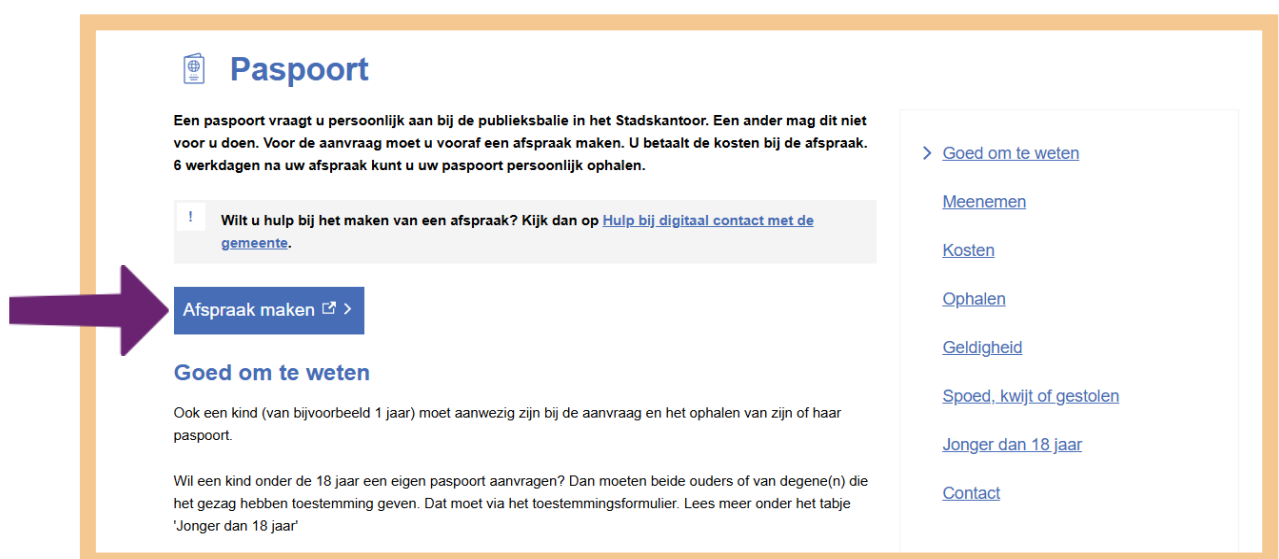 Paspoort
Een paspoort vraagt u persoonlijk aan bij de publieksbalie in het Stadskantoor. Een ander mag dit niet
voor u doen. Voor de aanvraag moet u vooraf een afspraak maken. U betaalt de kosten bij de afspraak.
6 werkdagen na uw afspraak kunt u uw paspoort persoonlijk ophalen.
! Wilt u hulp bij het maken van een afspraak? Kijk dan op Hulp bij digitaal contact met de
gemeente.
Afspraak maken
Goed om te weten
Ook een kind (van bijvoorbeeld 1 jaar) moet aanwezig zijn bij de aanvraag en het ophalen van zijn of haar
paspoort.
Wil een kind onder de 18 jaar een eigen paspoort aanvragen? Dan moeten beide ouders of van degene(n) die
het gezag hebben toestemming geven. Dat moet via het toestemmingsformulier. Lees meer onder het tabje
'Jonger dan 18 jaar'
Goed om te weten
Meenemen
Kosten
Ophalen
Geldigheid
Spoed, kwijt of gestolen
Jonger dan 18 jaar
Contact